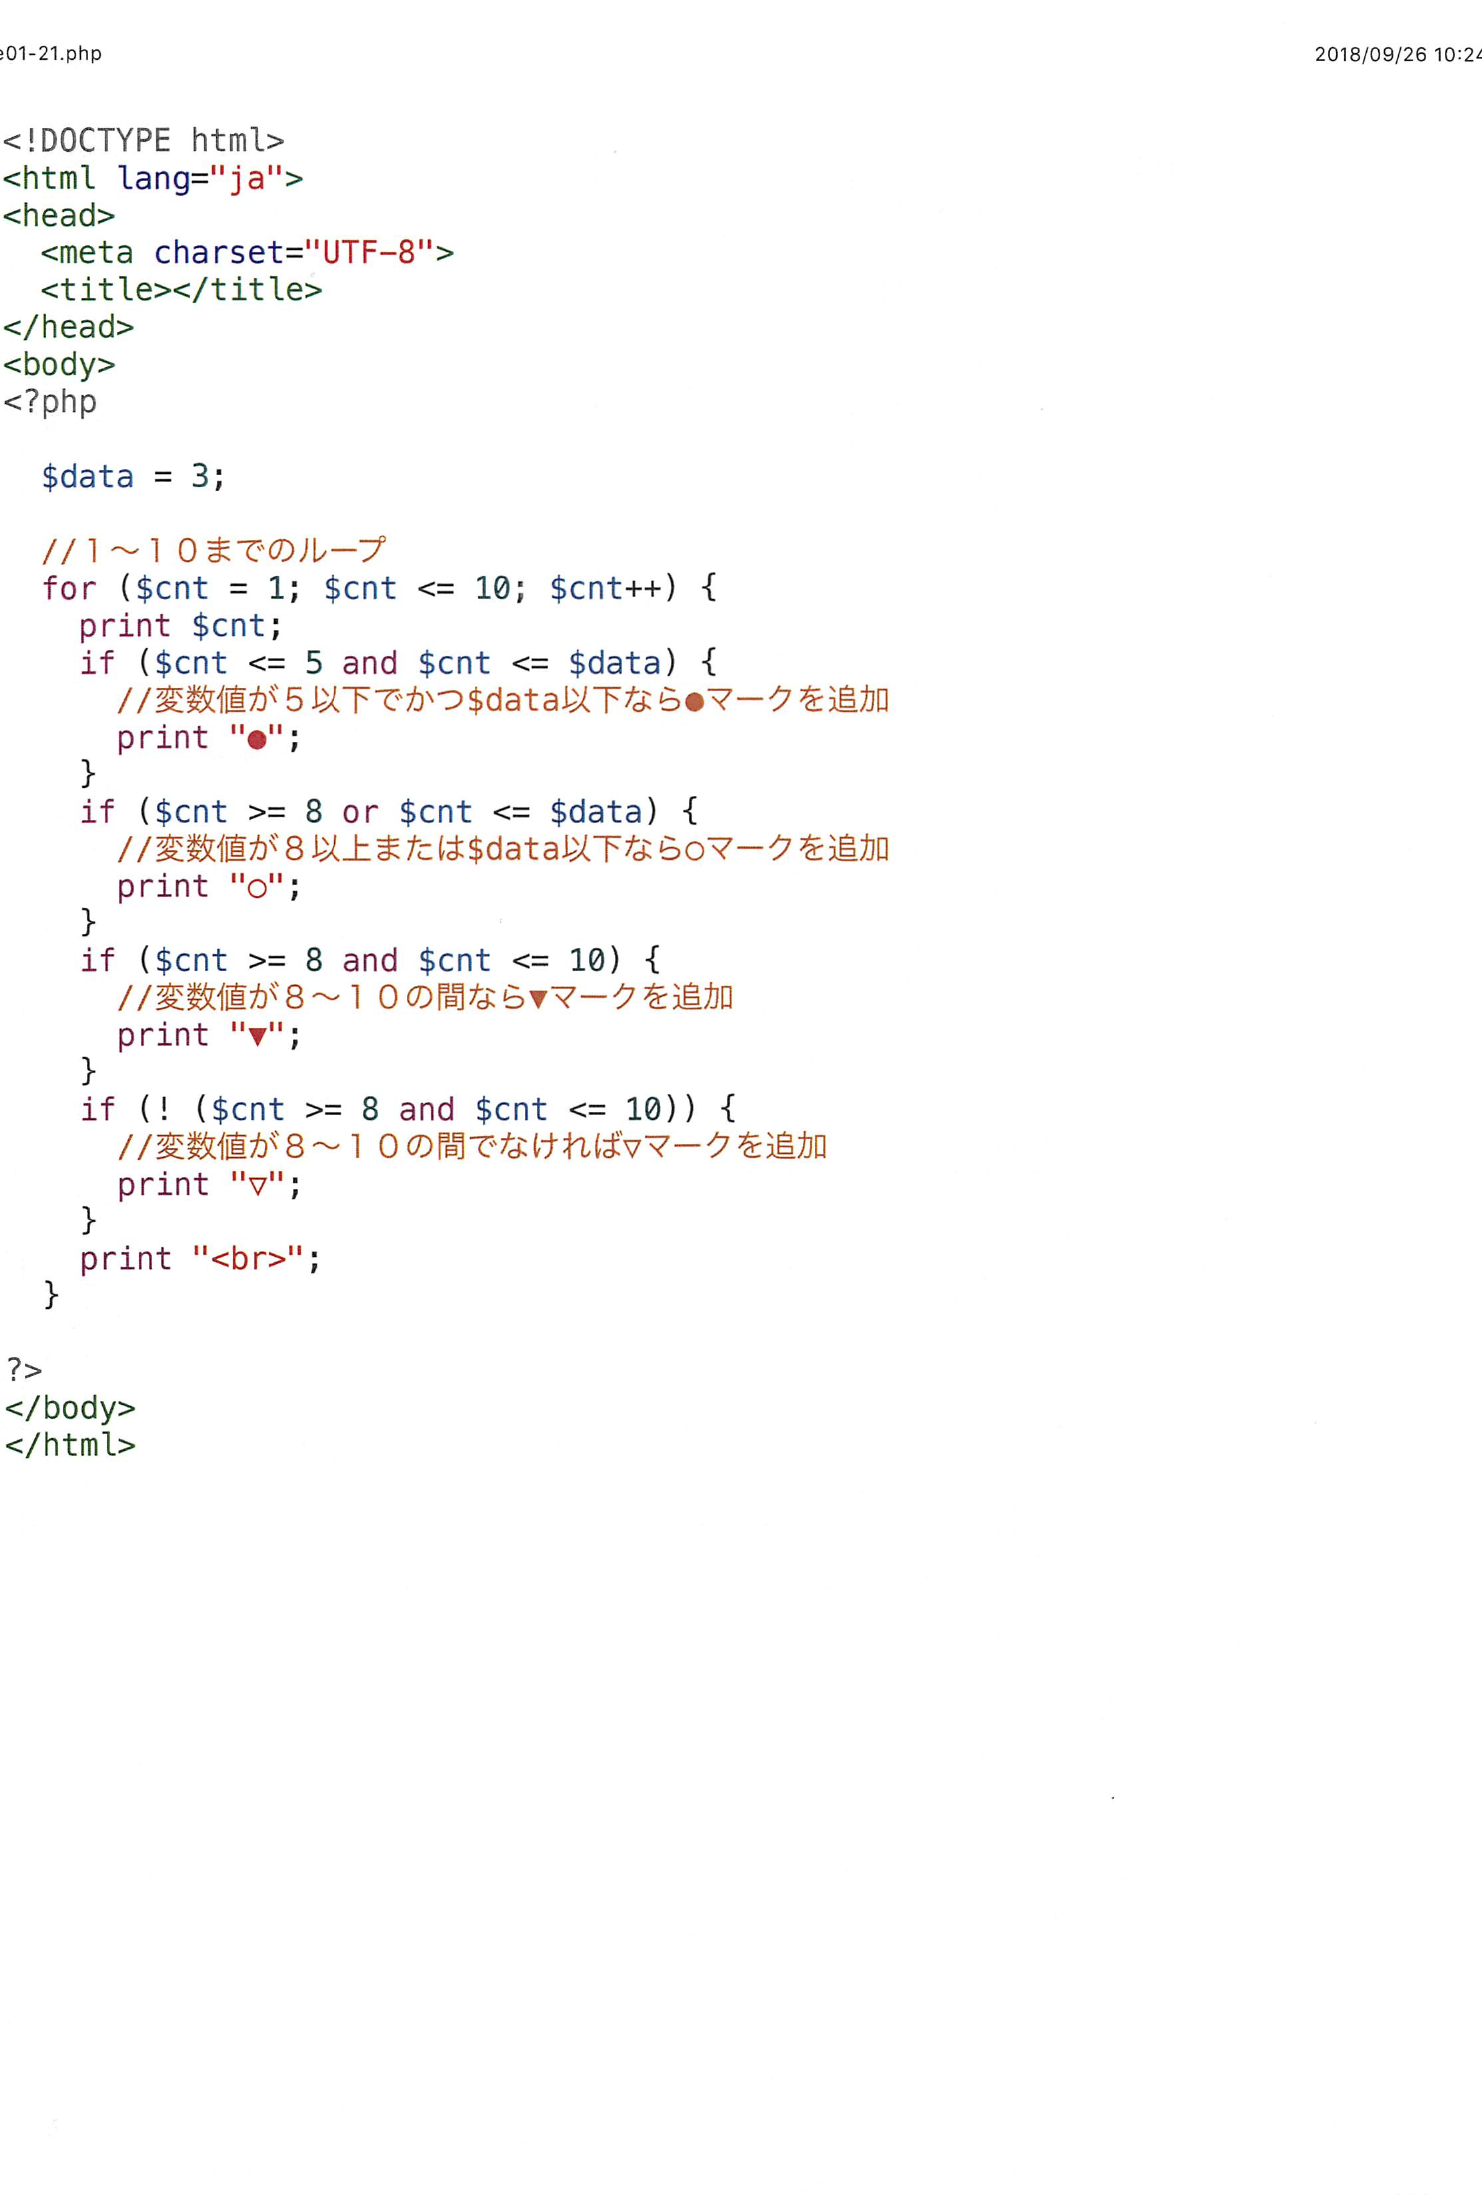 e01-21.php
2018/09/26 10:24
<!DOCTYPE html>
<html lang="ja">
<head>
  <meta charset="UTF-8">
  <title></title>
</head>
<body>
<?php

  $data = 3;

  //１～１０までのループ
  for ($cnt = 1; $cnt <= 10; $cnt++) {
    print $cnt;
    if ($cnt <= 5 and $cnt <= $data) {
      //変数値が５以下でかつ$data以下なら●マークを追加
      print "●";
    }
    if ($cnt >= 8 or $cnt <= $data) {
      //変数値が８以上または$data以下なら○マークを追加
      print "○";
    }
    if ($cnt >= 8 and $cnt <= 10) {
      //変数値が８～１０の間なら▼マークを追加
      print "▼";
    }
    if (! ($cnt >= 8 and $cnt <= 10)) {
      //変数値が８～１０の間でなければ▽マークを追加
      print "▽";
    }
    print "<br>";
  }

?>
</body>
</html>